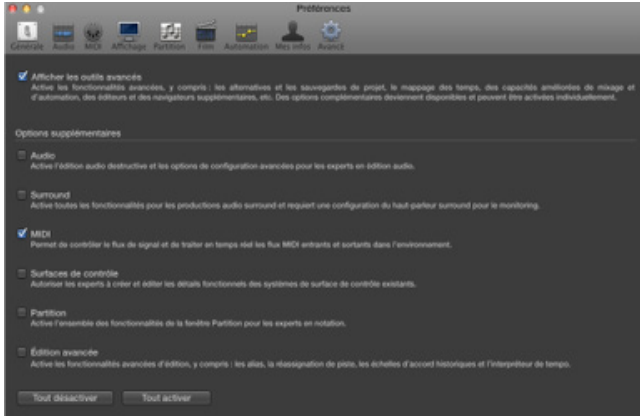 Préférences
Générale Audio MIDI Affichage Partition Film Automation Mes infos Avancé
Afficher les outils avancés
Active les fonctionnalités avancées, y compris : les alternatives et les sauvegardes de projet, le mappage des temps, des capacités améliorées de mixage et
d'automation, des éditeurs et des navigateurs supplémentaires, etc. Des options complémentaires deviennent disponibles et peuvent être activées individuellement.
Options supplémentaires
Audio
Active l'édition audio destructive et les options de configuration avancées pour les experts en édition audio.
Surround
Active toutes les fonctionnalités pour les productions audio surround et requiert une configuration du haut-parleur surround pour le monitoring.
MIDI
Permet de contrôler le flux de signal et de traiter en temps réel les flux MIDI entrants et sortants dans l'environnement.
Surfaces de contrôle
Autoriser les experts à créer et éditer les détails fonctionnels des systèmes de surface de contrôle existants.
Partition
Active l'ensemble des fonctionnalités de la fenêtre Partition pour les experts en notation.
Édition avancée
Active les fonctionnalités avancées d'édition, y compris : les alias, la réassignation de piste, les échelles d'accord historiques et l'interpréteur de tempo.
Tout désactiver Tout activer